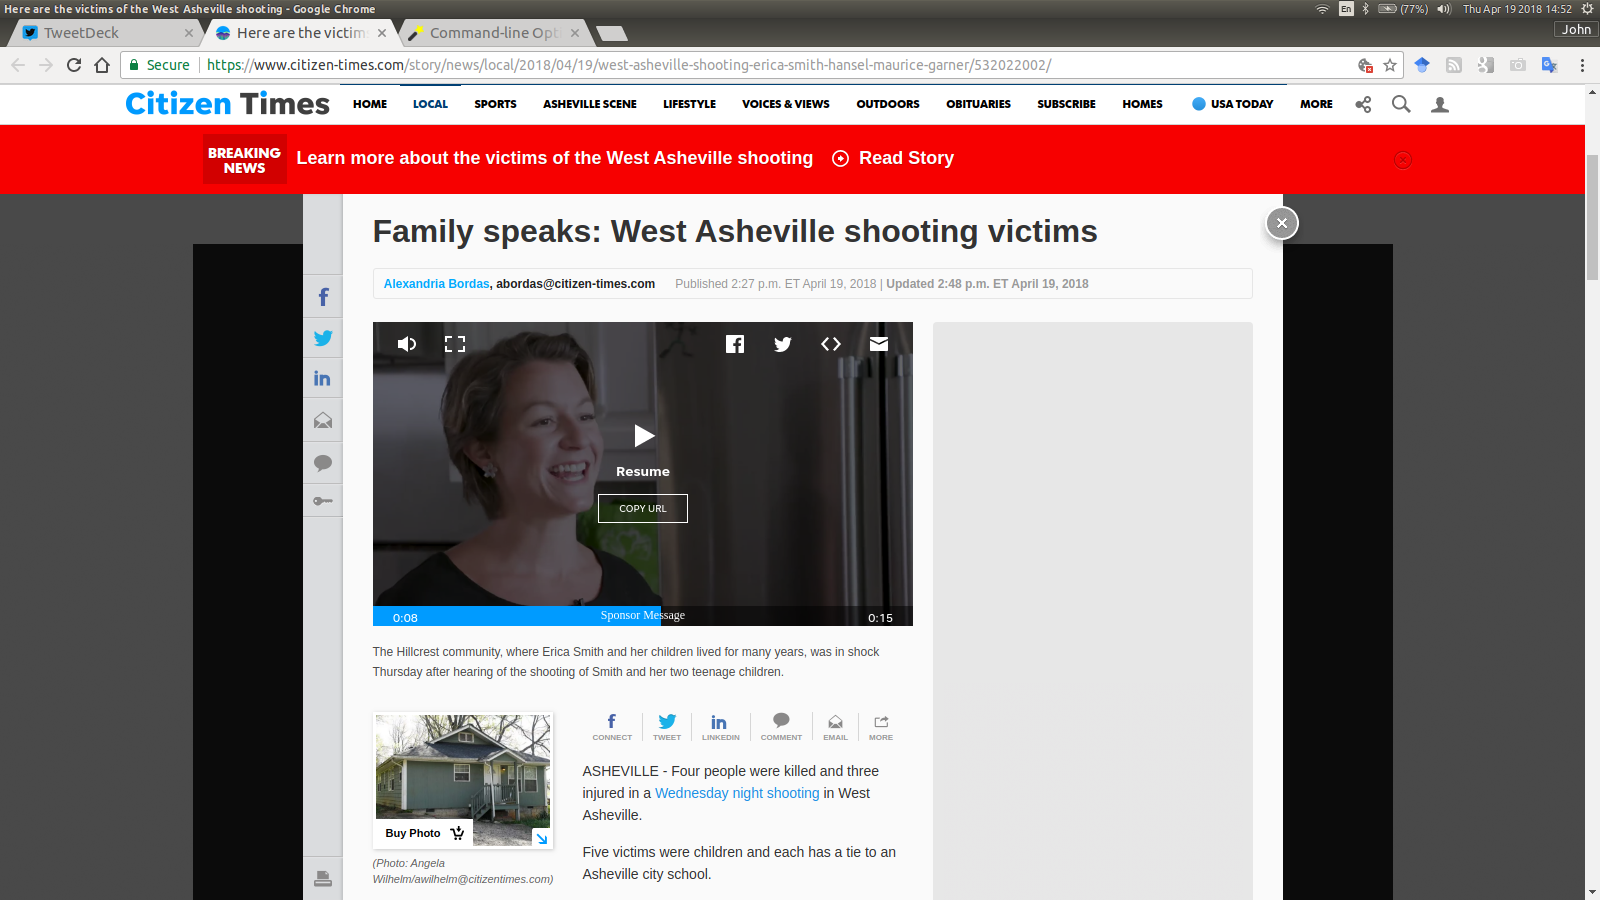 Here are the victims of the West Asheville shooting - Google Chrome
En
(77%)
Thu Apr 19 2018 14:52
TweetDeck
Here are the victim
Command-line Opt
John
Secure
https://www.citizen-times.com/story/news/local/2018/04/19/west-asheville-shooting-erica-smith-hansel-maurice-garner/532022002/
Citizen Times
HOME LOCAL SPORTS ASHEVILLE SCENE LIFESTYLE VOICES & VIEWS OUTDOORS OBITUARIES SUBSCRIBE HOMES USA TODAY MORE
BREAKING
NEWS
Learn more about the victims of the West Asheville shooting Read Story
Family speaks: West Asheville shooting victims
Alexandria Bordas, abordas@citizen-times.com Published 2:27 p.m. ET April 19, 2018 | Updated 2:48 p.m. ET April 19, 2018
Resume
COPY URL
0:08 Sponsor Message 0:15
The Hillcrest community, where Erica Smith and her children lived for many years, was in shock
Thursday after hearing of the shooting of Smith and her two teenage children.
CONNECT TWEET LINKEDIN COMMENT EMAIL MORE
Buy Photo
(Photo: Angela
Wilhelm/awilhelm@citizentimes.com)
ASHEVILLE - Four people were killed and three
injured in a Wednesday night shooting in West
Asheville.
Five victims were children and each has a tie to an
Asheville city school.